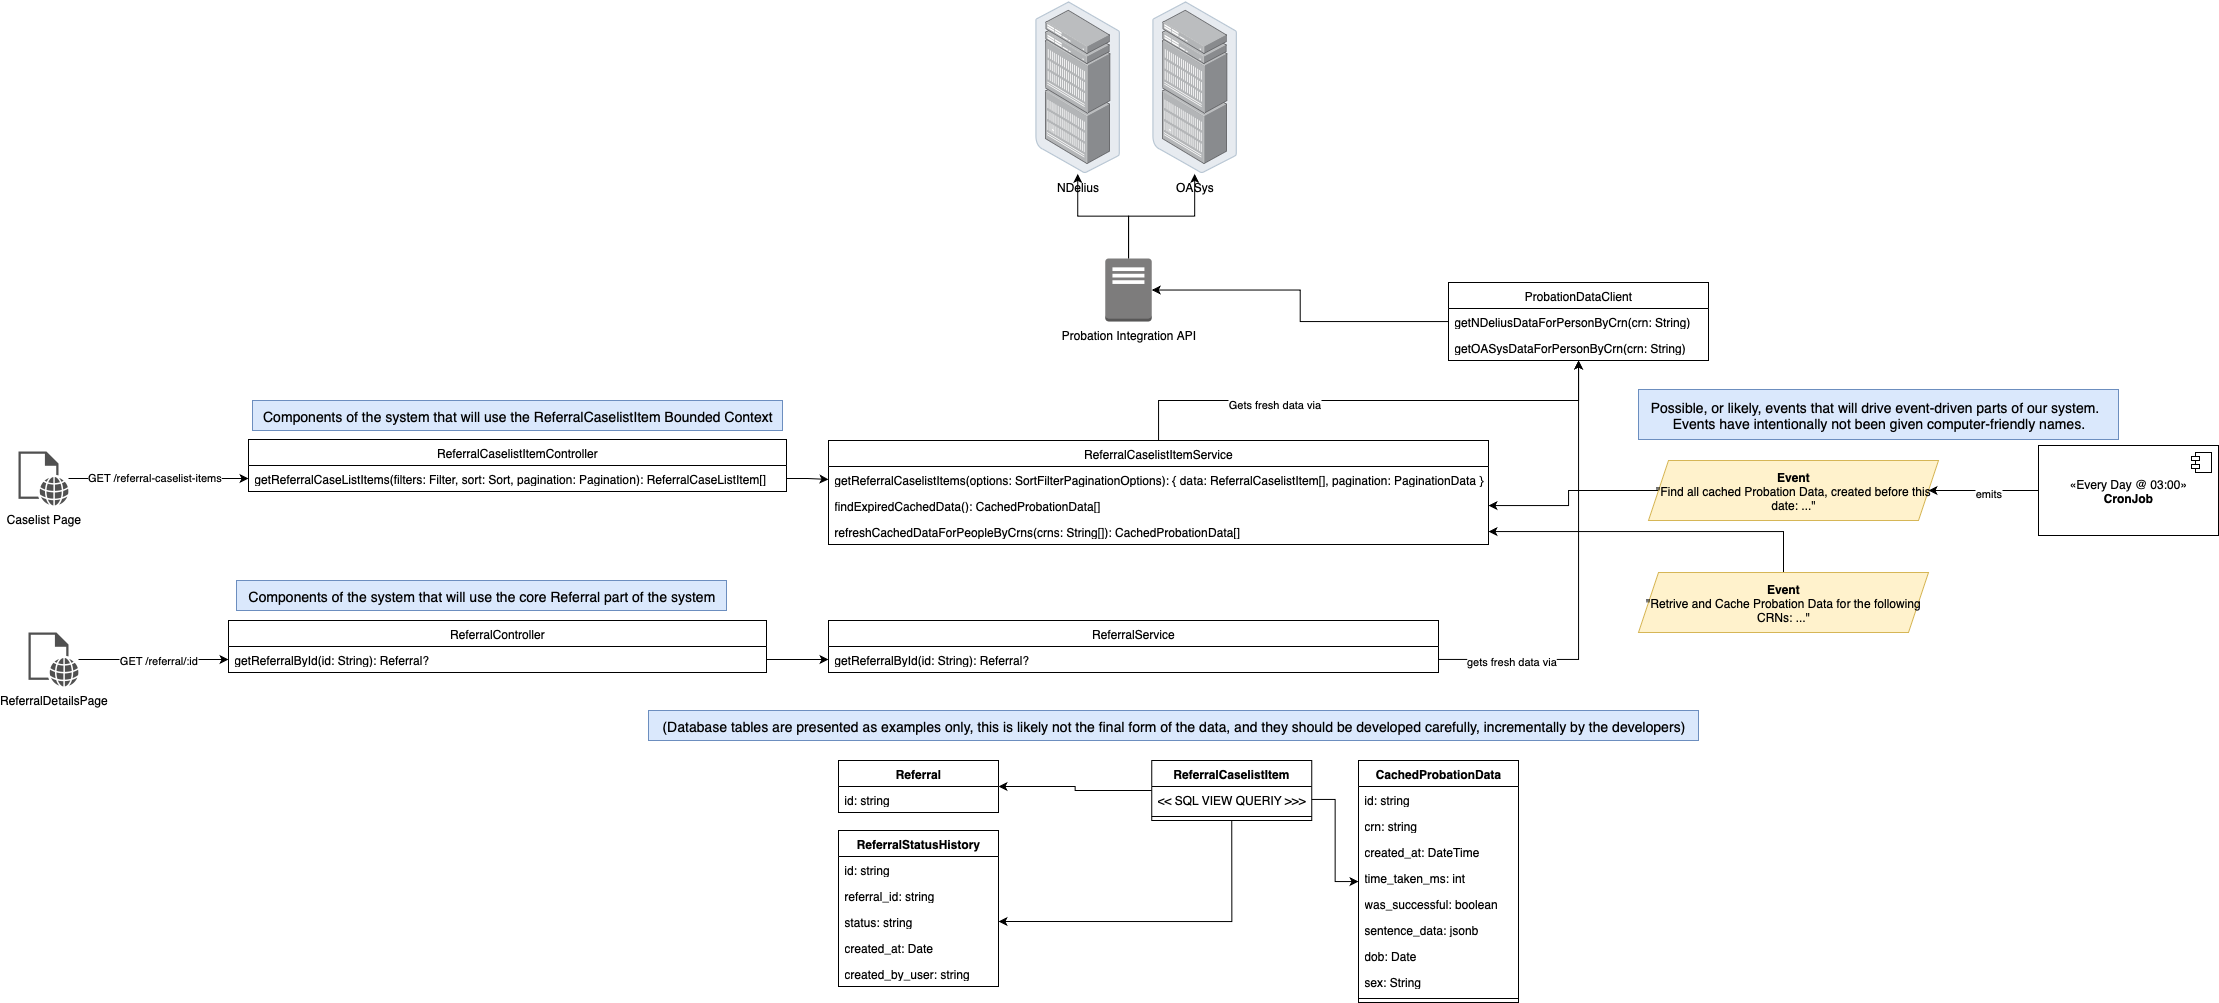 NDelius
OASys
Probation Integration API
ProbationDataClient
getNDeliusDataForPersonByCrn(crn: String)
getOASysDataForPersonByCrn(crn: String)
Gets fresh data via
Components of the system that will use the ReferralCaselistItem Bounded Context
Possible, or likely, events that will drive event-driven parts of our system.
Events have intentionally not been given computer-friendly names.
Caselist Page
GET /referral-caselist-items
ReferralCaselistItemController
getReferralCaseListItems(filters: Filter, sort: Sort, pagination: Pagination): ReferralCaseListItem[]
ReferralCaselistItemService
getReferralCaselistItems(options: SortFilterPaginationOptions): { data: ReferralCaselistItem[], pagination: PaginationData }
findExpiredCachedData(): CachedProbationData[]
refreshCachedDataForPeopleByCrns(crns: String[]): CachedProbationData[]
Event
"Find all cached Probation Data, created before this
date: ..."
emits
«Every Day @ 03:00»
CronJob
Event
"Retrive and Cache Probation Data for the following
CRNs: ..."
Components of the system that will use the core Referral part of the system
ReferralDetailsPage
GET /referral/:id
ReferralController
getReferralById(id: String): Referral?
ReferralService
getReferralById(id: String): Referral?
gets fresh data via
(Database tables are presented as examples only, this is likely not the final form of the data, and they should be developed carefully, incrementally by the developers)
Referral
id: string
ReferralStatusHistory
id: string
referral_id: string
status: string
created_at: Date
created_by_user: string
ReferralCaselistItem
<< SQL VIEW QUERIY >>>
CachedProbationData
id: string
crn: string
created_at: DateTime
time_taken_ms: int
was_successful: boolean
sentence_data: jsonb
dob: Date
sex: String